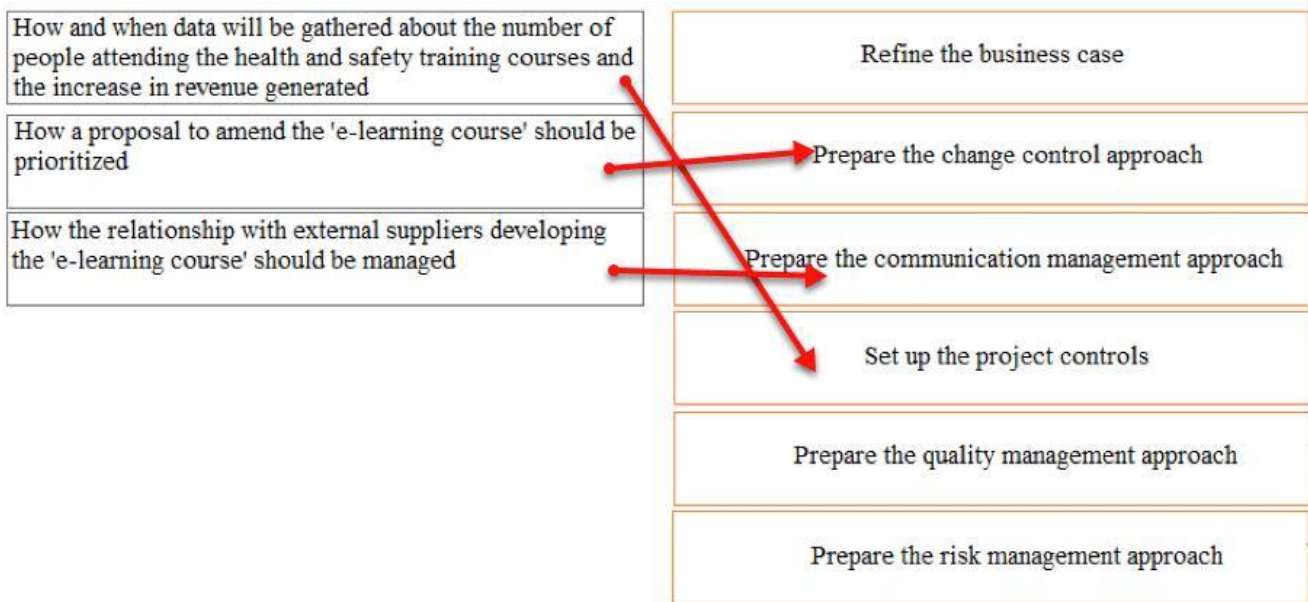 How and when data will be gathered about the number of
people attending the health and safety training courses and
the increase in revenue generated
How a proposal to amend the 'e-learning course' should be
prioritized
How the relationship with external suppliers developing
the 'e-learning course' should be managed
Refine the business case
Prepare the change control approach
Prepare the communication management approach
Set up the project controls
Prepare the quality management approach
Prepare the risk management approach